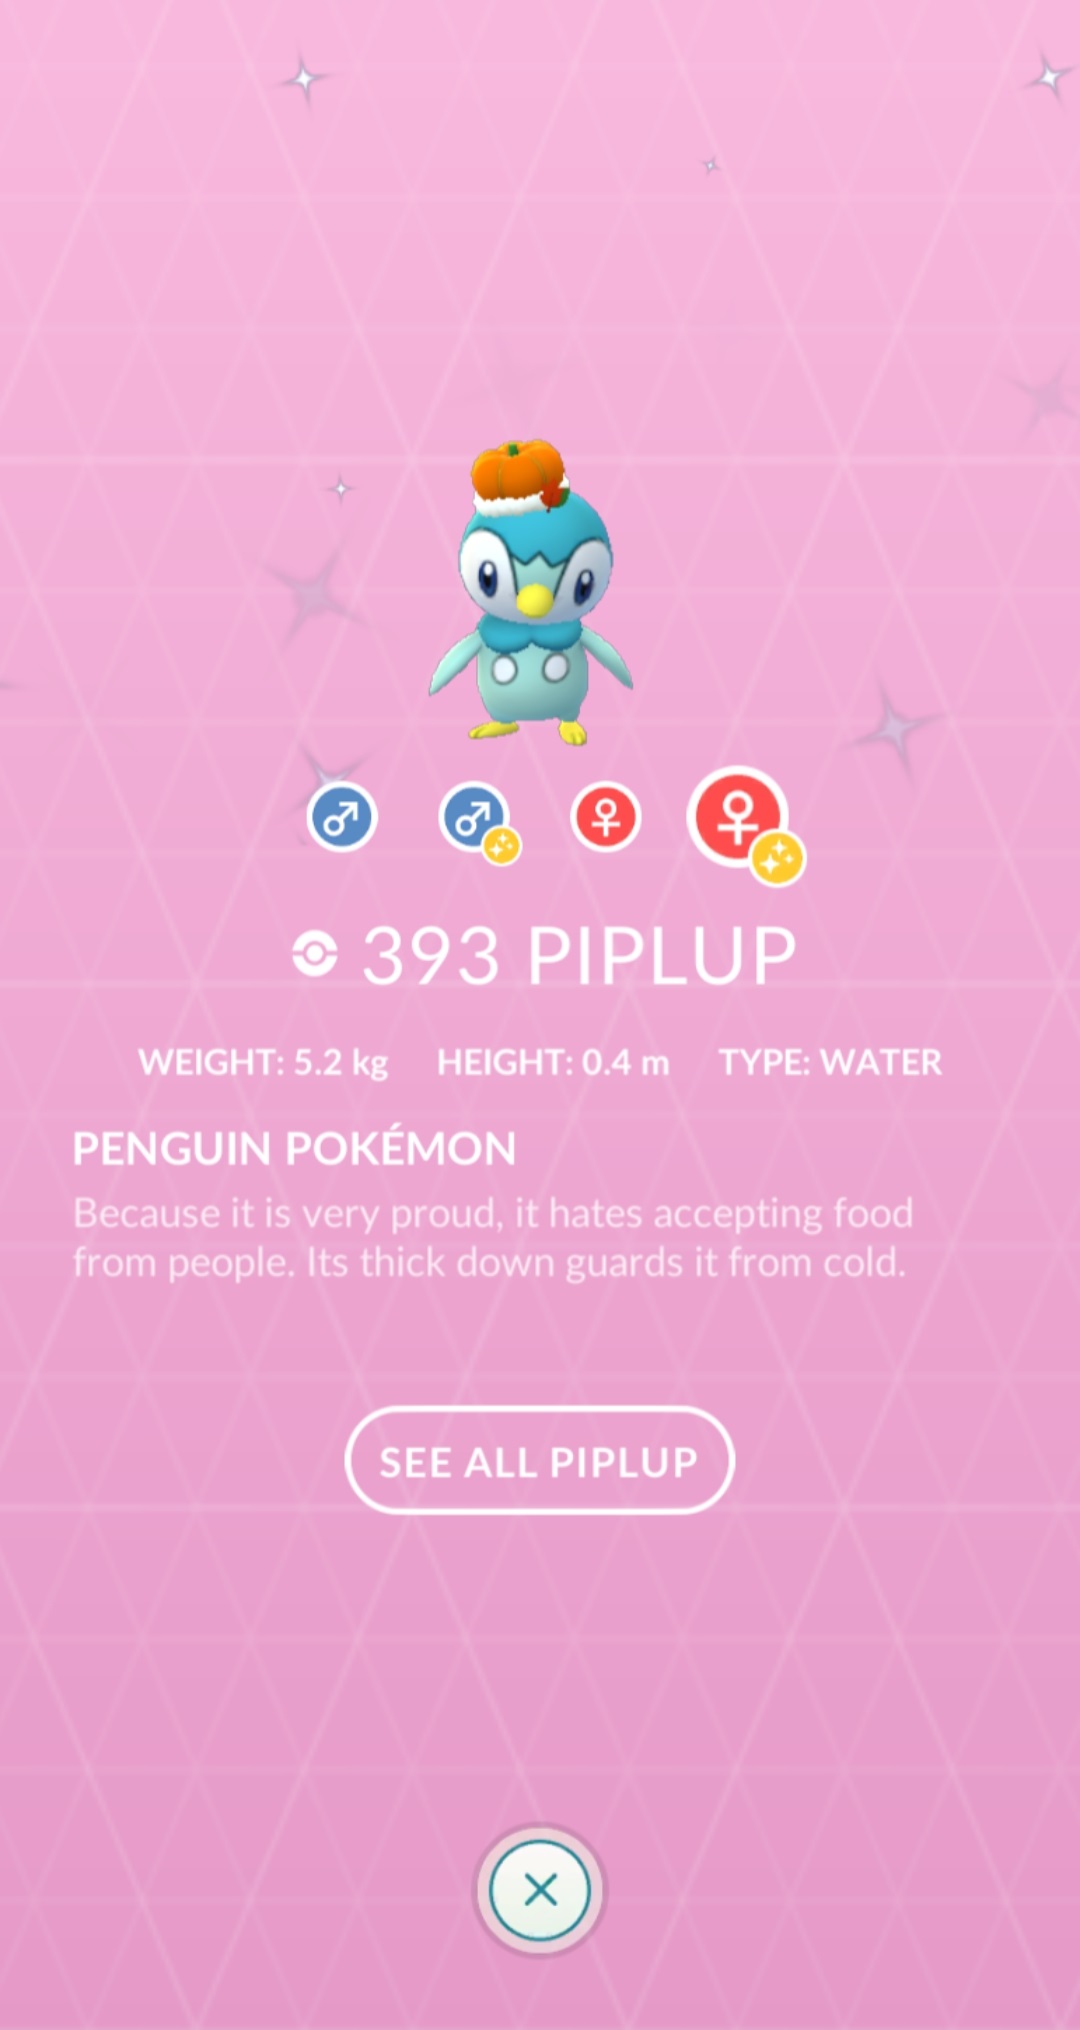 393 PIPLUP
WEIGHT: 5.2 kg HEIGHT: 0.4 m TYPE: WATER
PENGUIN POKÉMON
Because it is very proud, it hates accepting food
from people. Its thick down guards it from cold.
SEE ALL PIPLUP